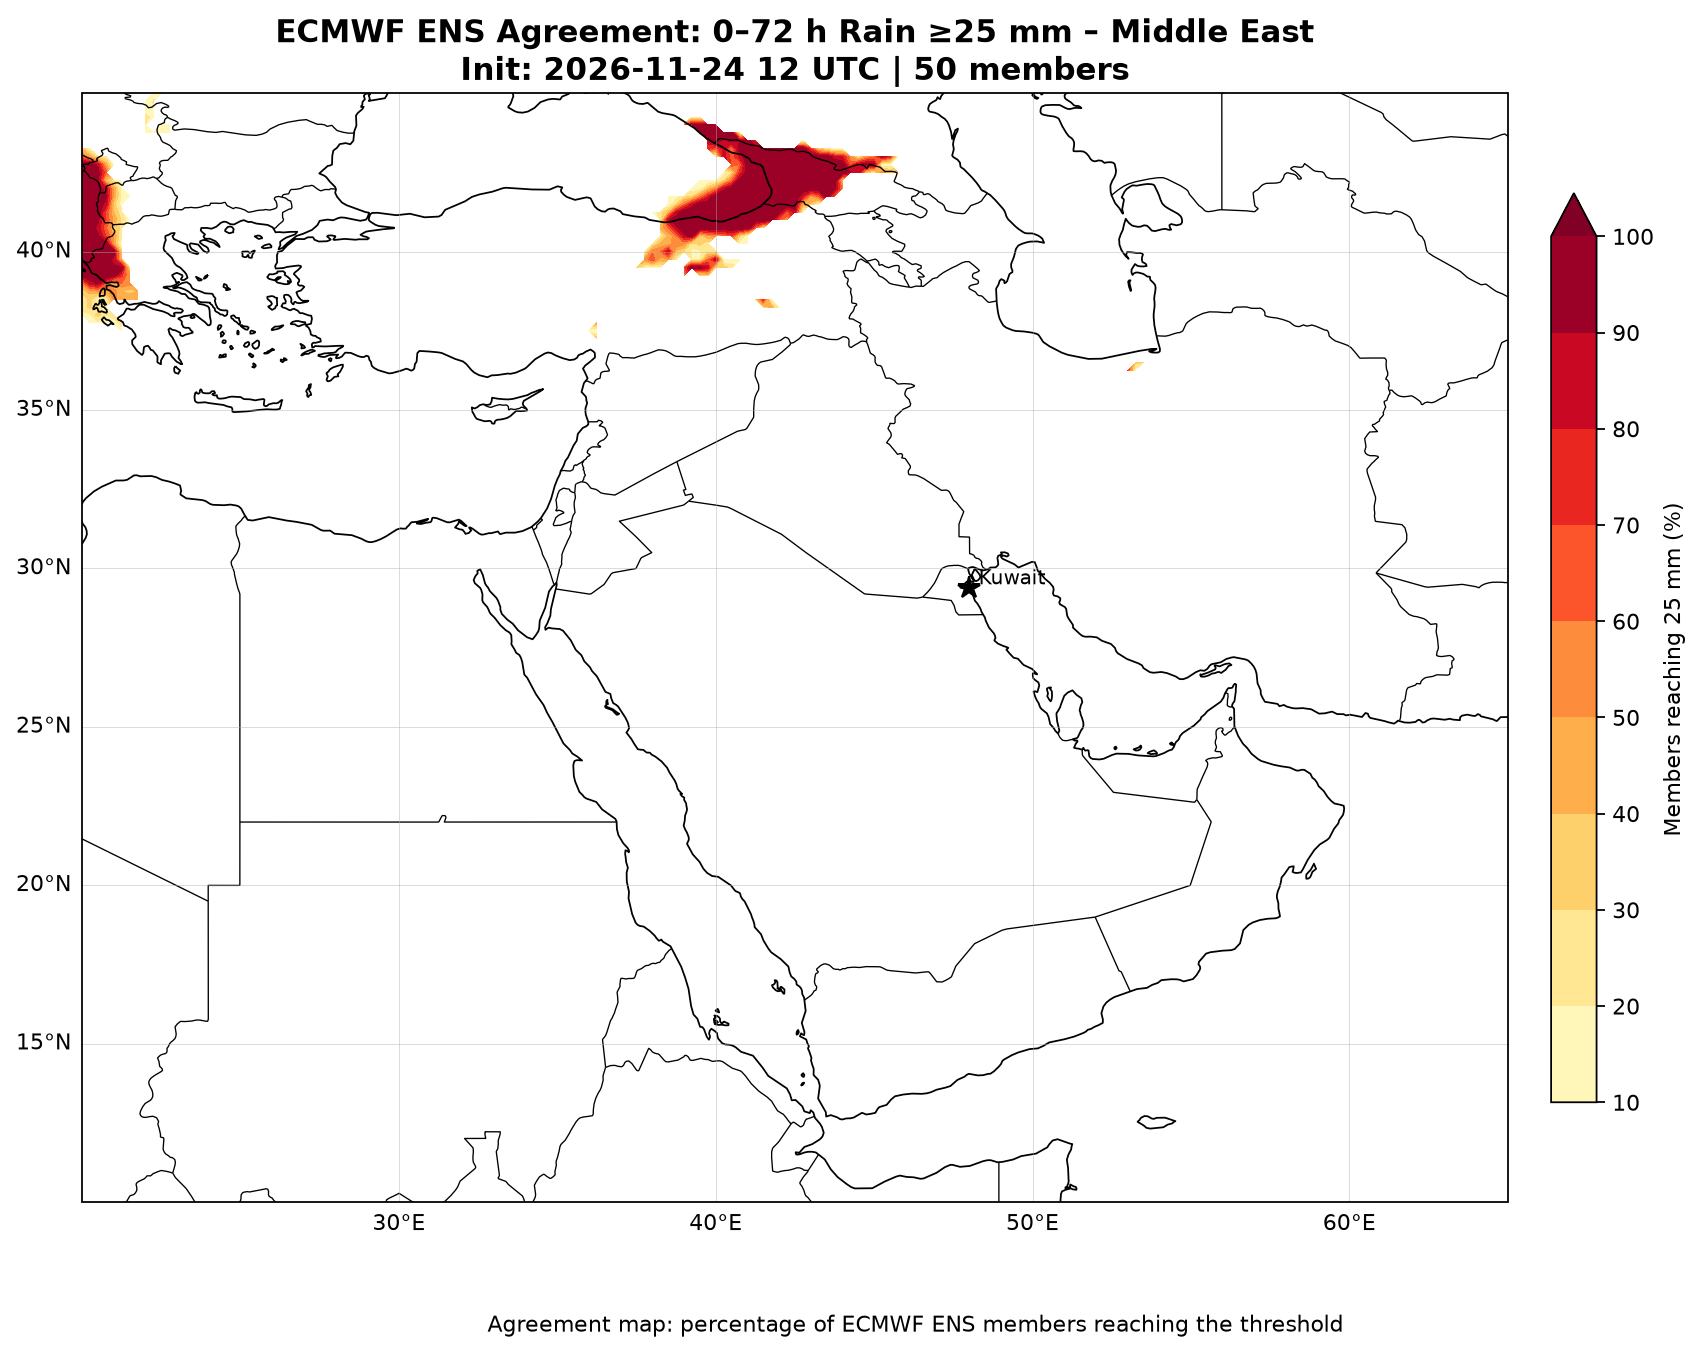 ECMWF ENS Agreement: 0–72 h Rain ≥25 mm – Middle East
Init: 2026-11-24 12 UTC | 50 members
40°N
35°N
30°N
25°N
20°N
15°N
30°E
40°E
50°E
60°E
Kuwait
100
90
80
70
60
50
40
30
20
10
Members reaching 25 mm (%)
Agreement map: percentage of ECMWF ENS members reaching the threshold